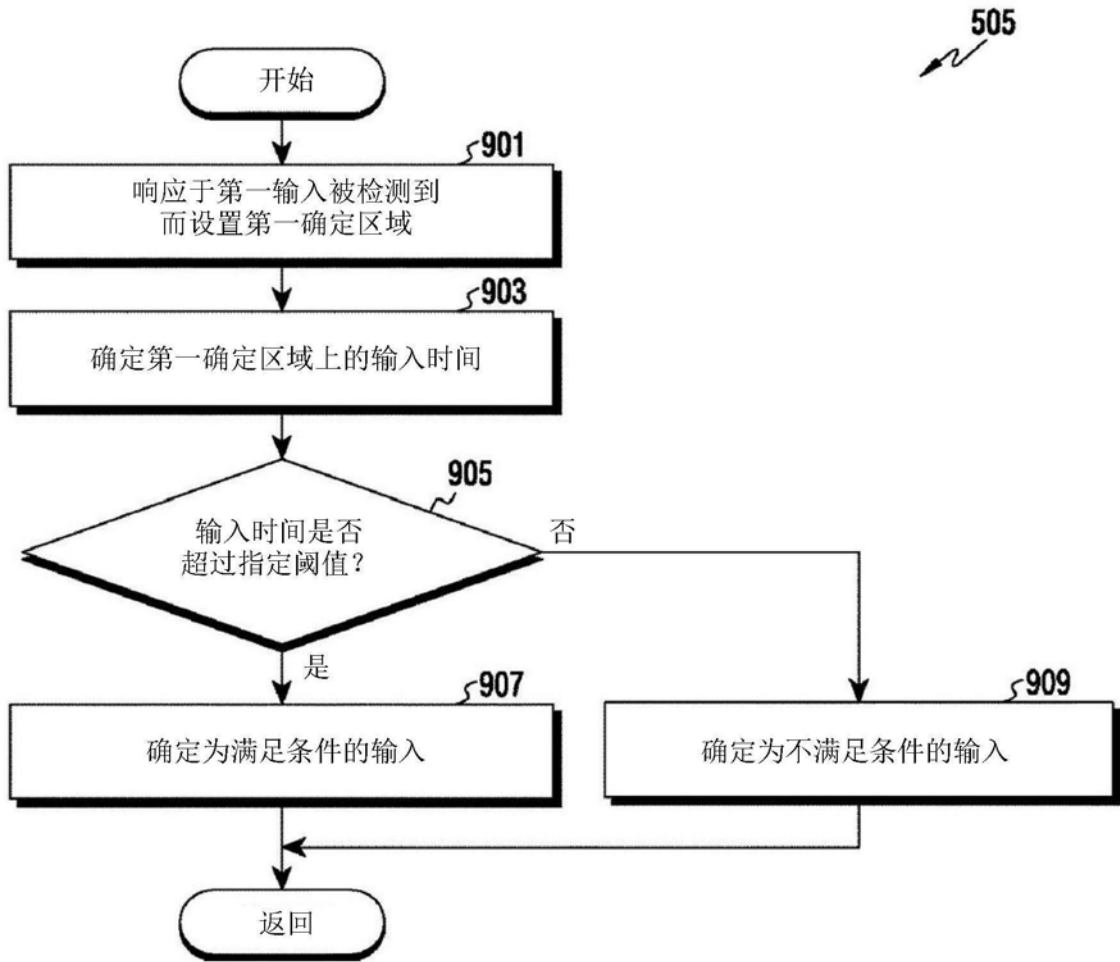 505
开始
901
响应于第一输入被检测到
而设置第一确定区域
903
确定第一确定区域上的输入时间
905
输入时间是否
超过指定阈值？
否
是
907
确定为满足条件的输入
909
确定为不满足条件的输入
返回